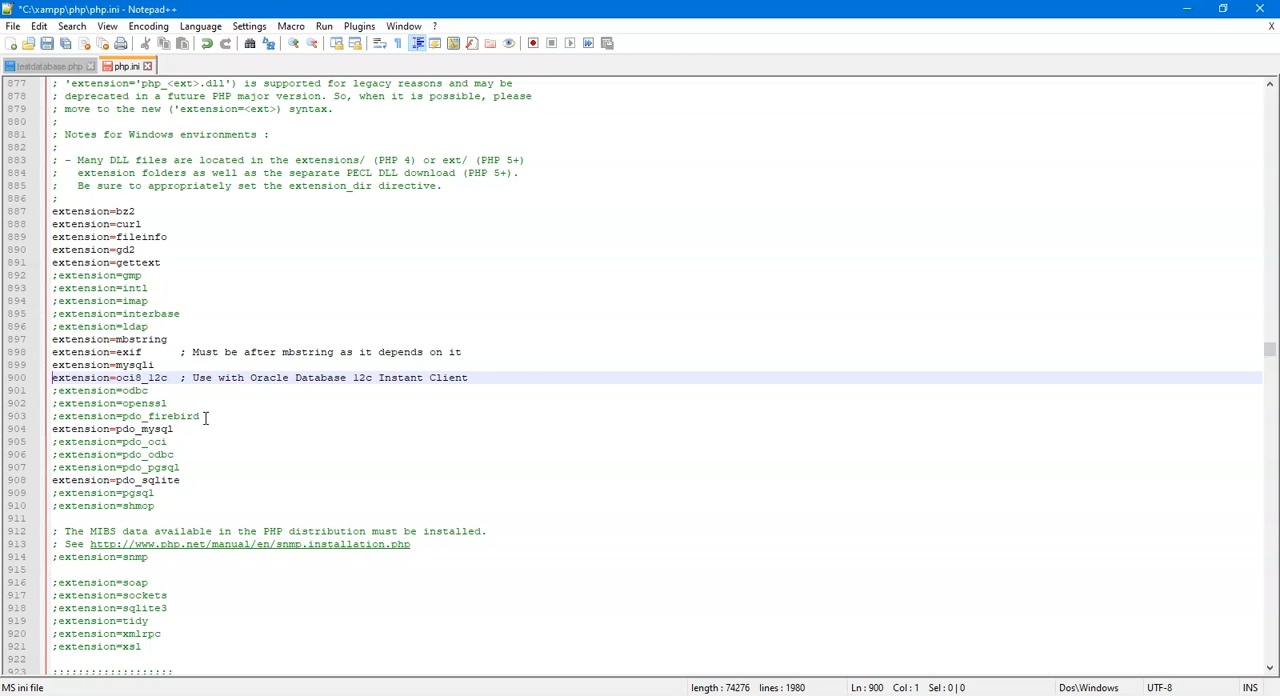 *C:\xampp\php\php.ini - Notepad++
File Edit Search View Encoding Language Settings Macro Run Plugins Window ?
X
testdatabase.php php.ini
877 ; 'extension='php_<ext>.dll') is supported for legacy reasons and may be
878 ; deprecated in a future PHP major version. So, when it is possible, please
879 ; move to the new ('extension=<ext>) syntax.
880 ;
881 ; Notes for Windows environments :
882 ;
883 ; - Many DLL files are located in the extensions/ (PHP 4) or ext/ (PHP 5+)
884 ;   extension folders as well as the separate PECL DLL download (PHP 5+).
885 ;   Be sure to appropriately set the extension_dir directive.
886 ;
887 extension=bz2
888 extension=curl
889 extension=fileinfo
890 extension=gd2
891 extension=gettext
892 ;extension=gmp
893 ;extension=intl
894 ;extension=imap
895 ;extension=interbase
896 ;extension=ldap
897 extension=mbstring
898 extension=exif      ; Must be after mbstring as it depends on it
899 extension=mysqli
900 extension=oci8_12c  ; Use with Oracle Database 12c Instant Client
901 ;extension=odbc
902 ;extension=openssl
903 ;extension=pdo_firebird
904 extension=pdo_mysql
905 ;extension=pdo_oci
906 ;extension=pdo_odbc
907 ;extension=pdo_pgsql
908 extension=pdo_sqlite
909 ;extension=pgsql
910 ;extension=shmop
911
912 ; The MIBS data available in the PHP distribution must be installed.
913 ; See http://www.php.net/manual/en/snmp.installation.php
914 ;extension=snmp
915
916 ;extension=soap
917 ;extension=sockets
918 ;extension=sqlite3
919 ;extension=tidy
920 ;extension=xmlrpc
921 ;extension=xsl
922
923 ;;;;;;;;;;;;;;;;;;;
MS ini file length : 74276 lines : 1980 Ln : 900 Col : 1 Sel : 0 | 0 Dos\Windows UTF-8 INS